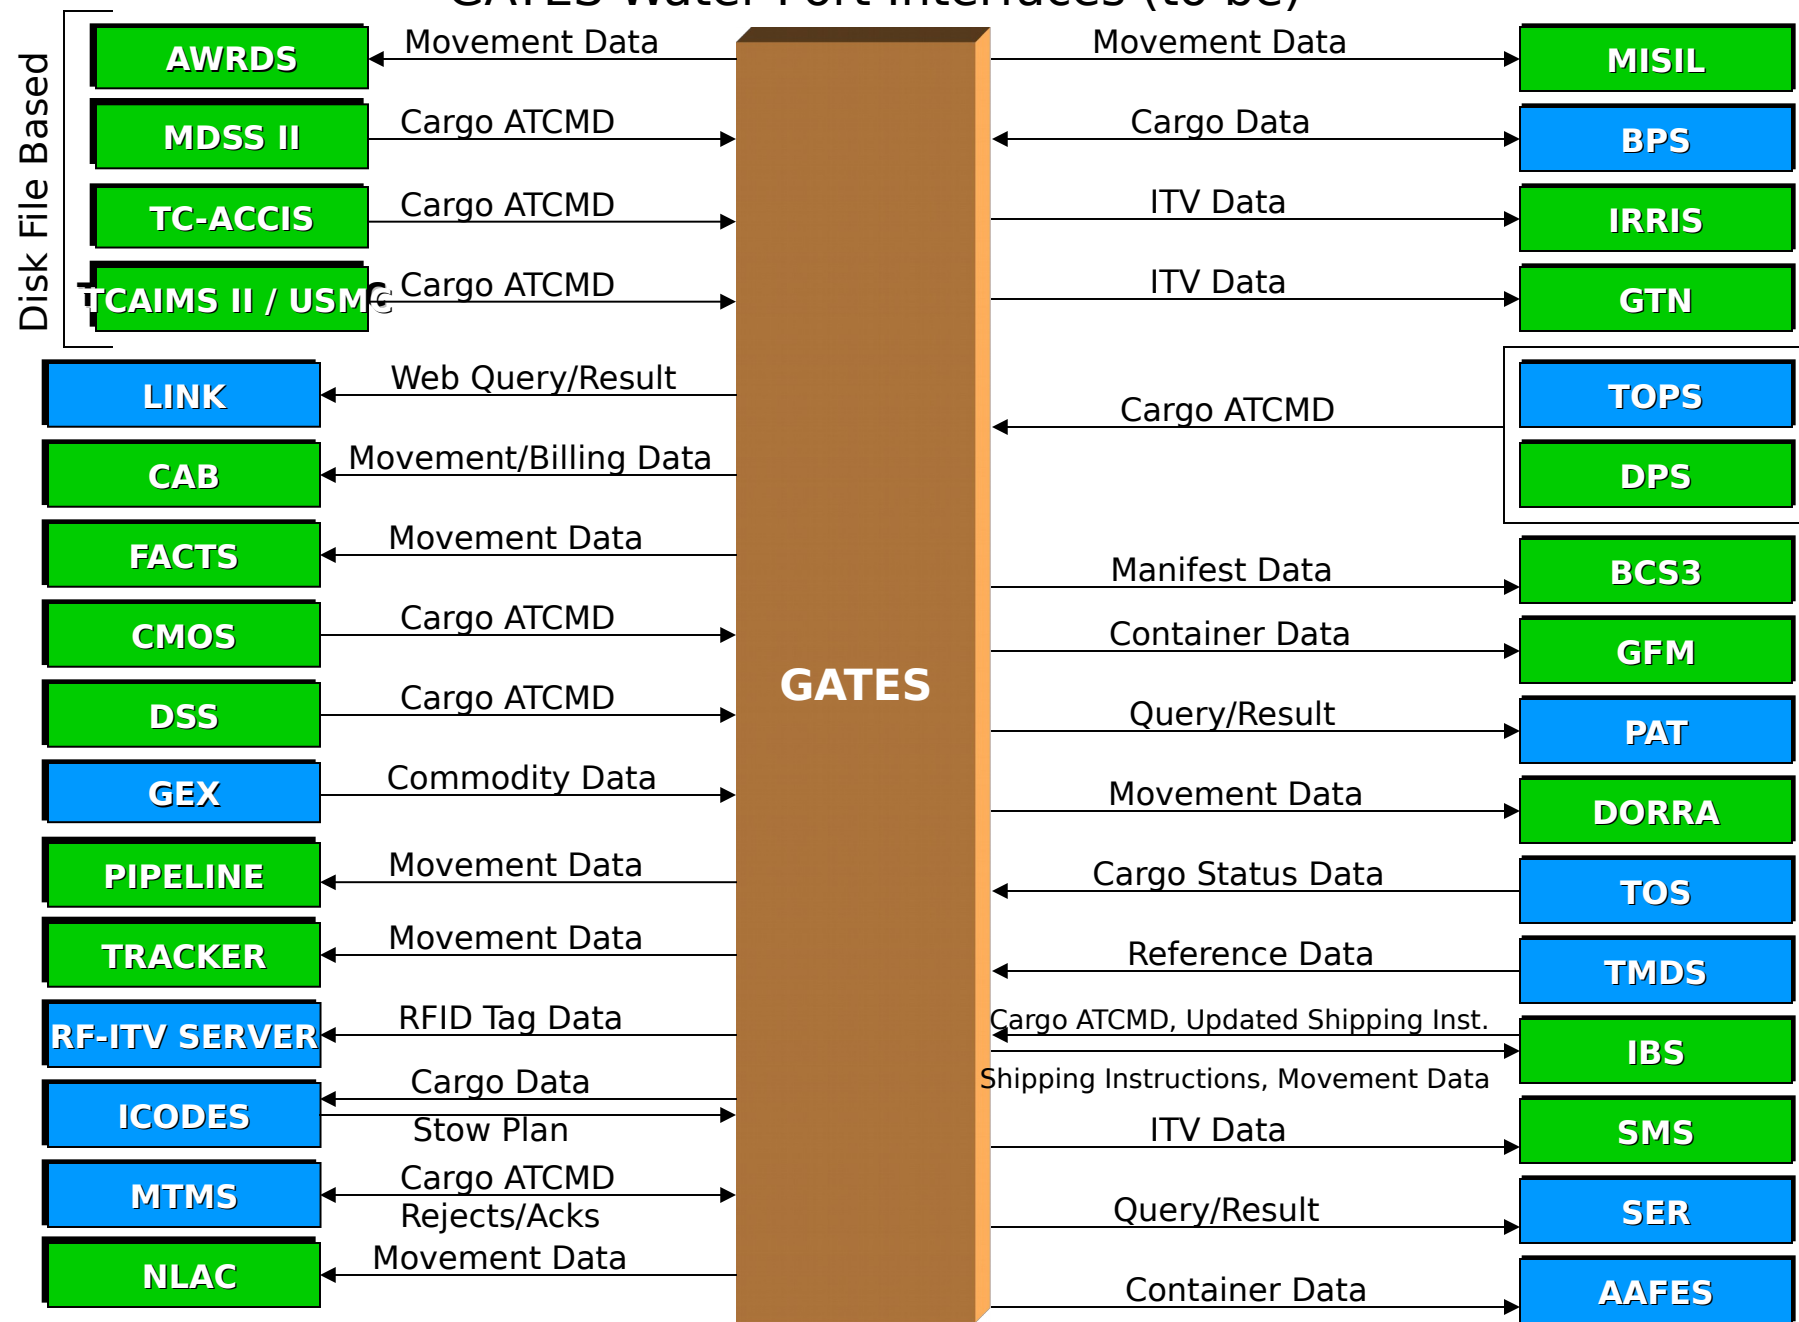 GATES Water Port Interfaces (to be)
Disk File Based
AWRDS
Movement Data
MDSS II
Cargo ATCMD
TC-ACCIS
Cargo ATCMD
TCAIMS II / USMC
Cargo ATCMD
LINK
Web Query/Result
CAB
Movement/Billing Data
FACTS
Movement Data
CMOS
Cargo ATCMD
DSS
Cargo ATCMD
GEX
Commodity Data
PIPELINE
Movement Data
TRACKER
Movement Data
RF-ITV SERVER
RFID Tag Data
ICODES
Cargo Data
Stow Plan
MTMS
Cargo ATCMD
Rejects/Acks
NLAC
Movement Data
GATES
Movement Data
MISIL
Cargo Data
BPS
ITV Data
IRRIS
ITV Data
GTN
Cargo ATCMD
TOPS
DPS
Manifest Data
BCS3
Container Data
GFM
Query/Result
PAT
Movement Data
DORRA
Cargo Status Data
TOS
Reference Data
TMDS
Cargo ATCMD, Updated Shipping Inst.
IBS
Shipping Instructions, Movement Data
ITV Data
SMS
Query/Result
SER
Container Data
AAFES